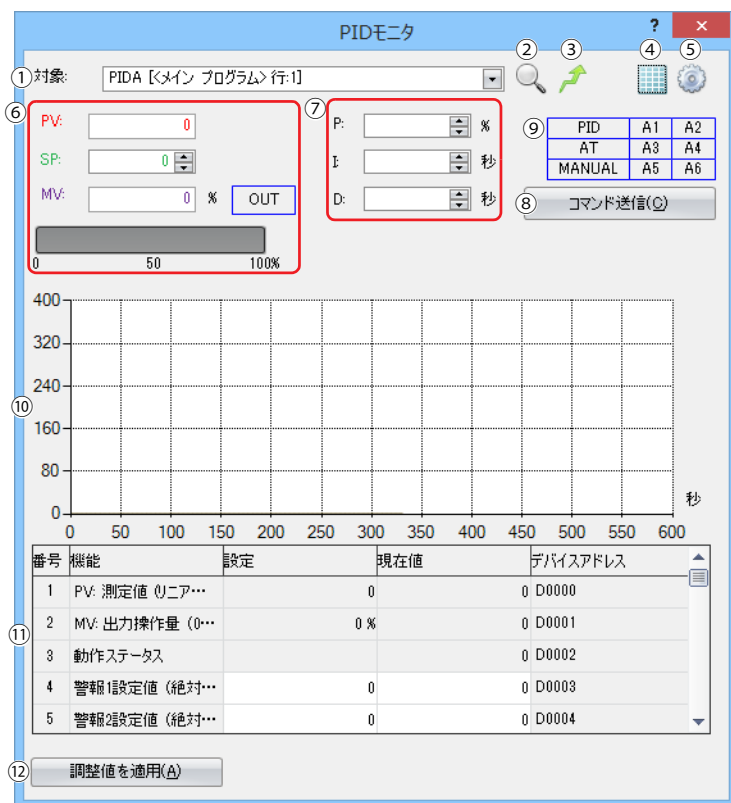 PIDモニタ ? ×
② ③ ④ ⑤
① 対象: PIDA [<メイン プログラム> 行:1]
⑥ ⑦
PV: 0
SP: 0
MV: 0 % OUT
0 50 100%
P: %
I: 秒
D: 秒
⑨ PID A1 A2
AT A3 A4
MANUAL A5 A6
⑧ コマンド送信(C)
⑩
400
320
240
160
80
0
秒
0 50 100 150 200 250 300 350 400 450 500 550 600
⑪
番号 機能 設定 現在値 デバイスアドレス
1 PV: 測定値 (リニア… 0 0 D0000
2 MV: 出力操作量 (0… 0 % 0 D0001
3 動作ステータス 0 D0002
4 警報1設定値 (絶対… 0 0 D0003
5 警報2設定値 (絶対… 0 0 D0004
⑫ 調整値を適用(A)